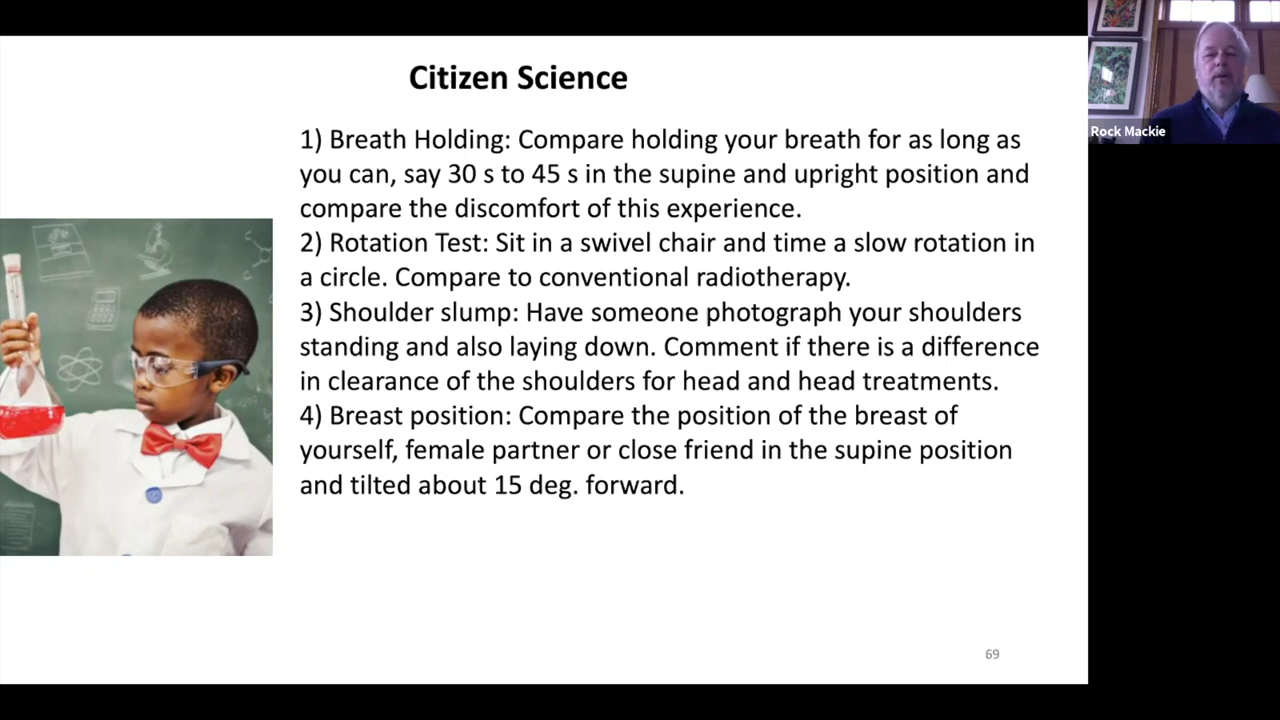 Citizen Science
1) Breath Holding: Compare holding your breath for as long as
you can, say 30 s to 45 s in the supine and upright position and
compare the discomfort of this experience.
2) Rotation Test: Sit in a swivel chair and time a slow rotation in
a circle. Compare to conventional radiotherapy.
3) Shoulder slump: Have someone photograph your shoulders
standing and also laying down. Comment if there is a difference
in clearance of the shoulders for head and head treatments.
4) Breast position: Compare the position of the breast of
yourself, female partner or close friend in the supine position
and tilted about 15 deg. forward.
69
Rock Mackie